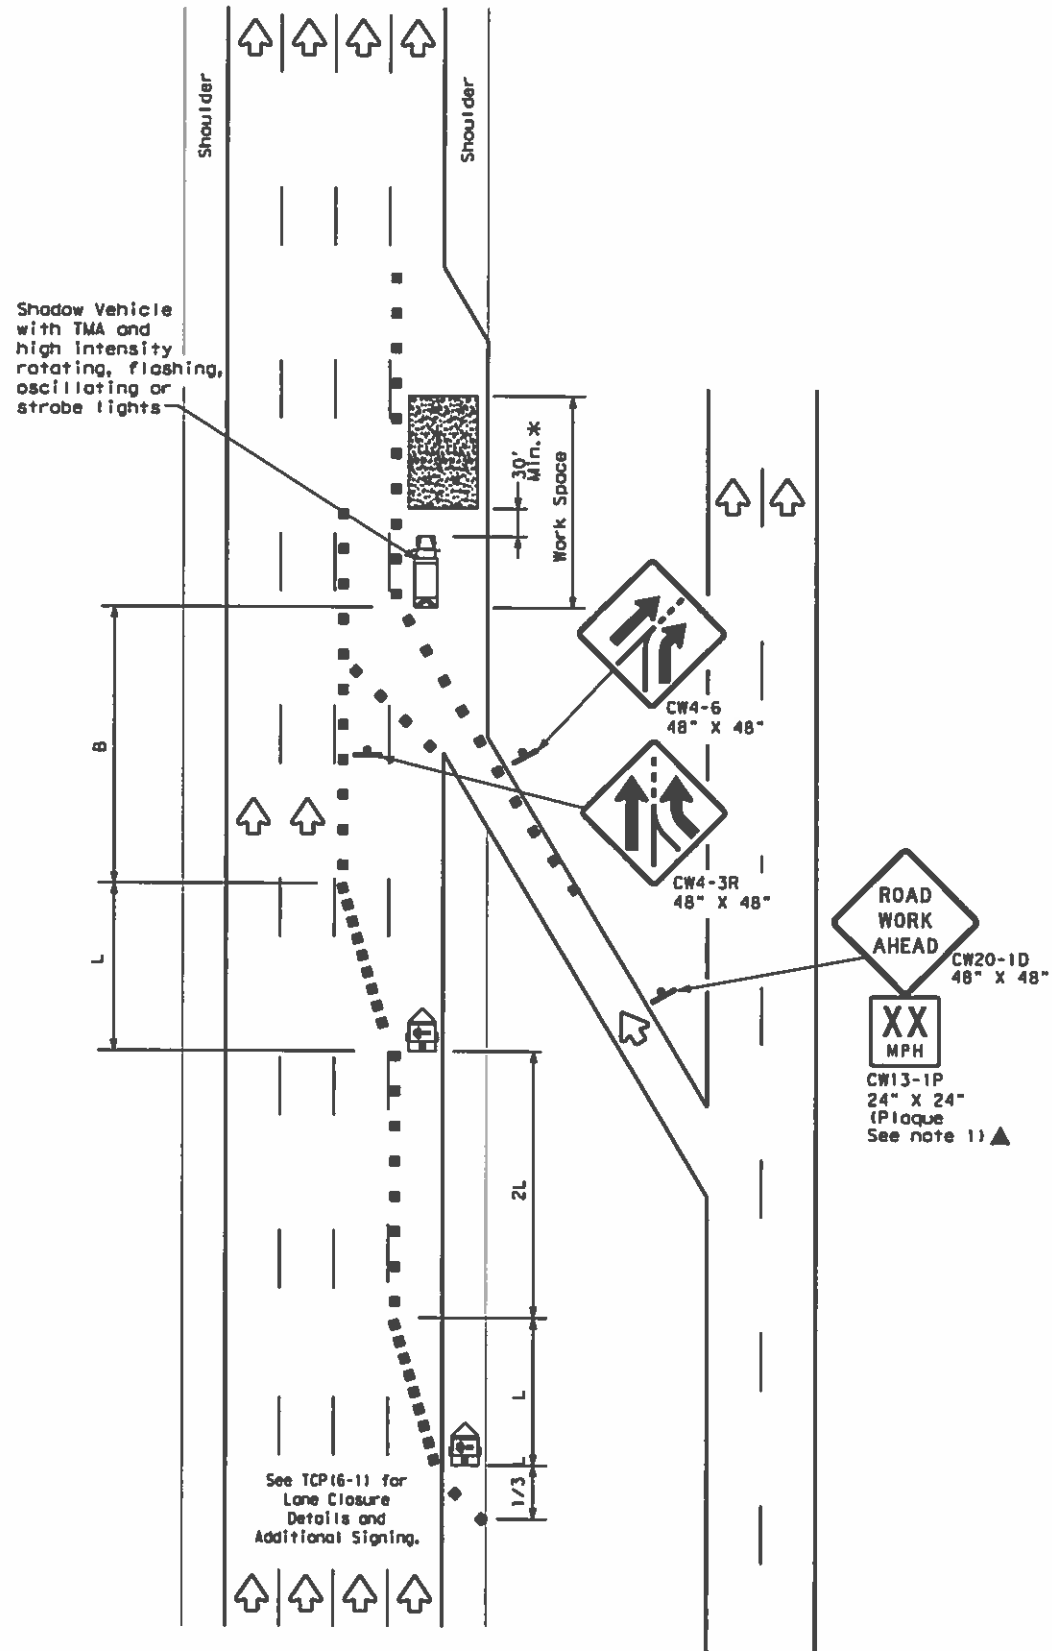 Shoulder
Shoulder
Shadow Vehicle
with TMA and
high intensity
rotating, flashing,
oscillating or
strobe lights
30'
Min.*
Work Space
CW4-6
48" X 48"
B
CW4-3R
48" X 48"
L
ROAD
WORK
AHEAD
CW20-1D
48" X 48"
XX
MPH
CW13-1P
24" X 24"
(Plaque
See note 1)▲
2L
L
1/3 L
See TCP(6-1) for
Lane Closure
Details and
Additional Signing.